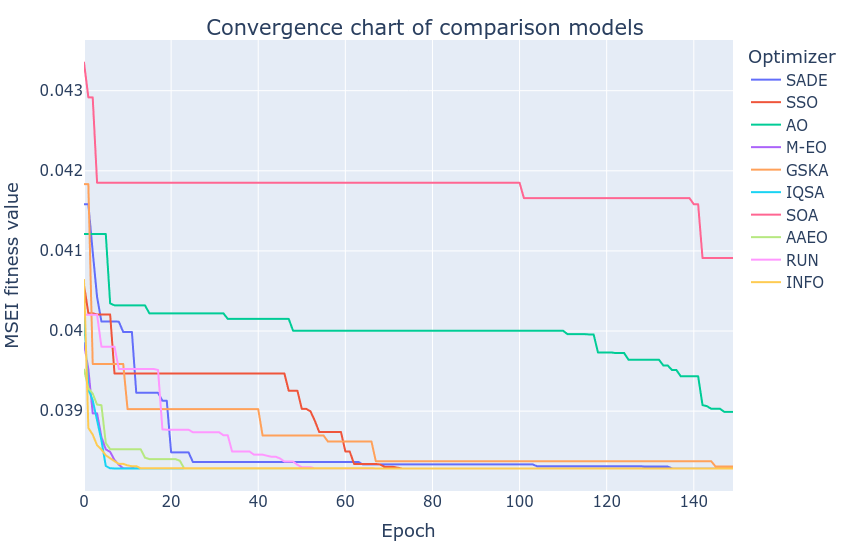 Convergence chart of comparison models
MSEI fitness value
0.043
0.042
0.041
0.04
0.039
0
20
40
60
80
100
120
140
Epoch
Optimizer
SADE
SSO
AO
M-EO
GSKA
IQSA
SOA
AAEO
RUN
INFO